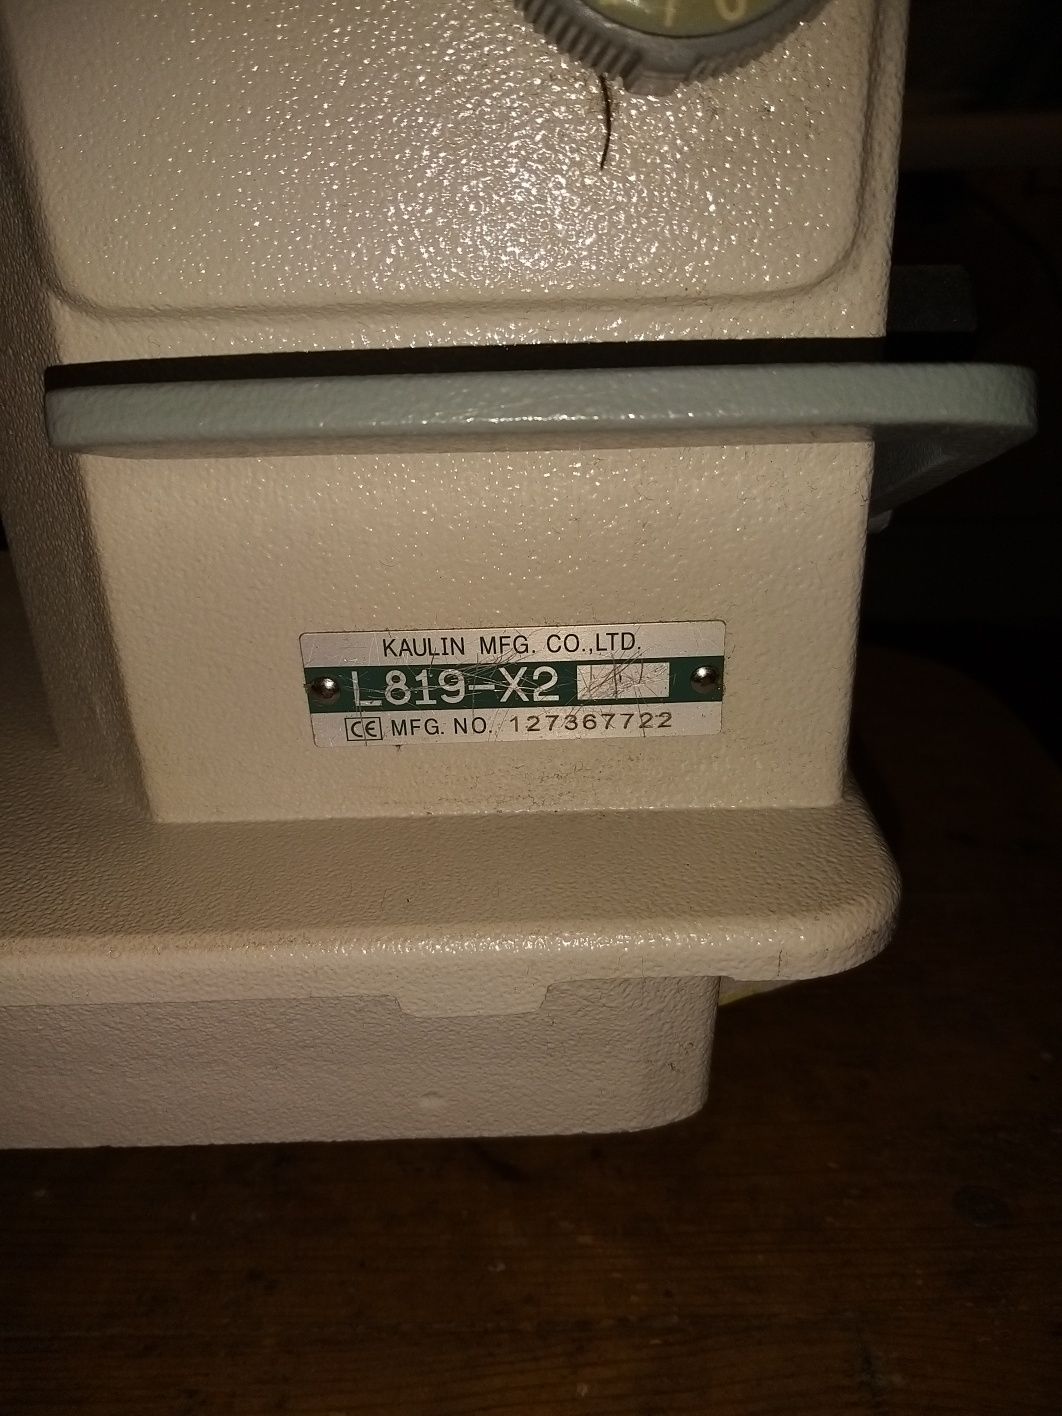 KAULIN MFG. CO.,LTD.
L819-X2
CE MFG. NO. 127367722